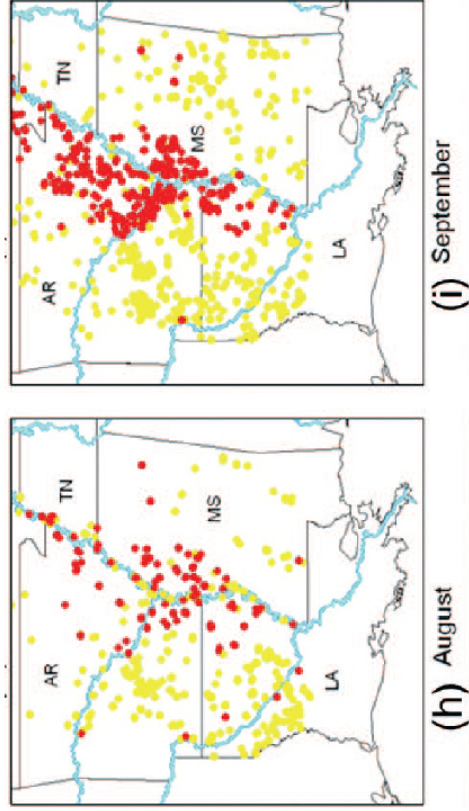 AR
TN
MS
LA
(h) August
AR
TN
MS
LA
(i) September